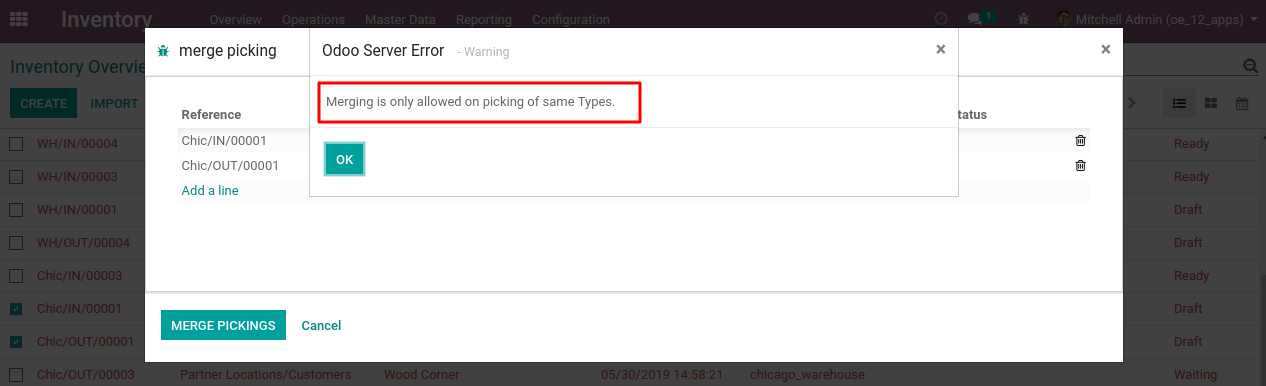 Inventory Overview Operations Master Data Reporting Configuration 1 Mitchell Admin (oe_12_apps)
merge picking Odoo Server Error - Warning × ×
Inventory Overvie
CREATE IMPORT
Merging is only allowed on picking of same Types.
Reference tatus
WH/IN/00004 Chic/IN/00001 OK Ready
Chic/OUT/00001
WH/IN/00003 Ready
Add a line
WH/IN/00001 Draft
WH/OUT/00004 Draft
Chic/IN/00003 Ready
Chic/IN/00001 Draft
MERGE PICKINGS Cancel
Chic/OUT/00001 Draft
Chic/OUT/00003 Partner Locations/Customers Wood Corner 05/30/2019 14:58:21 chicago_warehouse Waiting